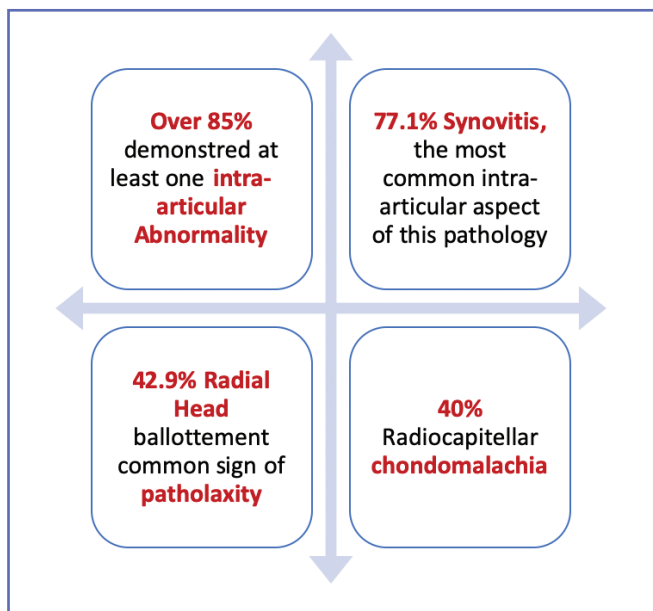 Over 85%
demonstred at
least one intra-
articular
Abnormality
77.1% Synovitis,
the most
common intra-
articular aspect
of this pathology
42.9% Radial
Head
ballottement
common sign of
patholaxity
40%
Radiocapitellar
chondomalachia